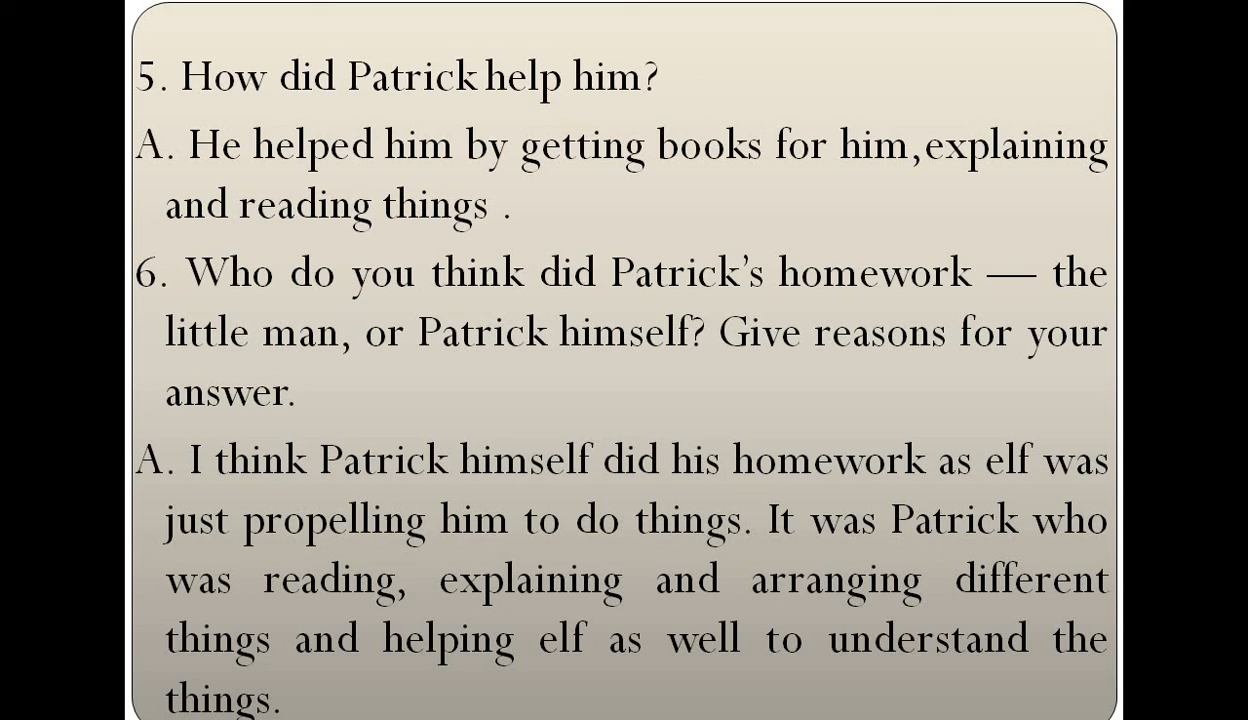 5. How did Patrick help him?
A. He helped him by getting books for him,explaining
and reading things .
6. Who do you think did Patrick’s homework — the
little man, or Patrick himself? Give reasons for your
answer.
A. I think Patrick himself did his homework as elf was
just propelling him to do things. It was Patrick who
was reading, explaining and arranging different
things and helping elf as well to understand the
things.